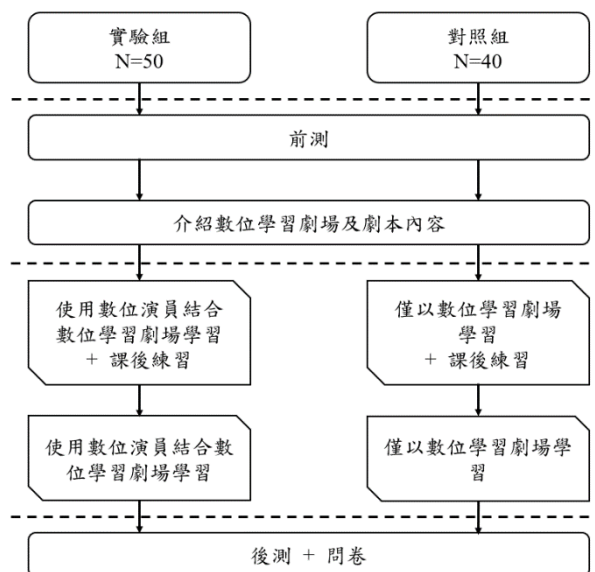 實驗組
N=50
對照組
N=40
前測
介紹數位學習劇場及劇本內容
使用數位演員結合
數位學習劇場學習
+ 課後練習
僅以數位學習劇場
學習
+ 課後練習
使用數位演員結合數
位學習劇場學習
僅以數位學習劇場學
習
後測 + 問卷